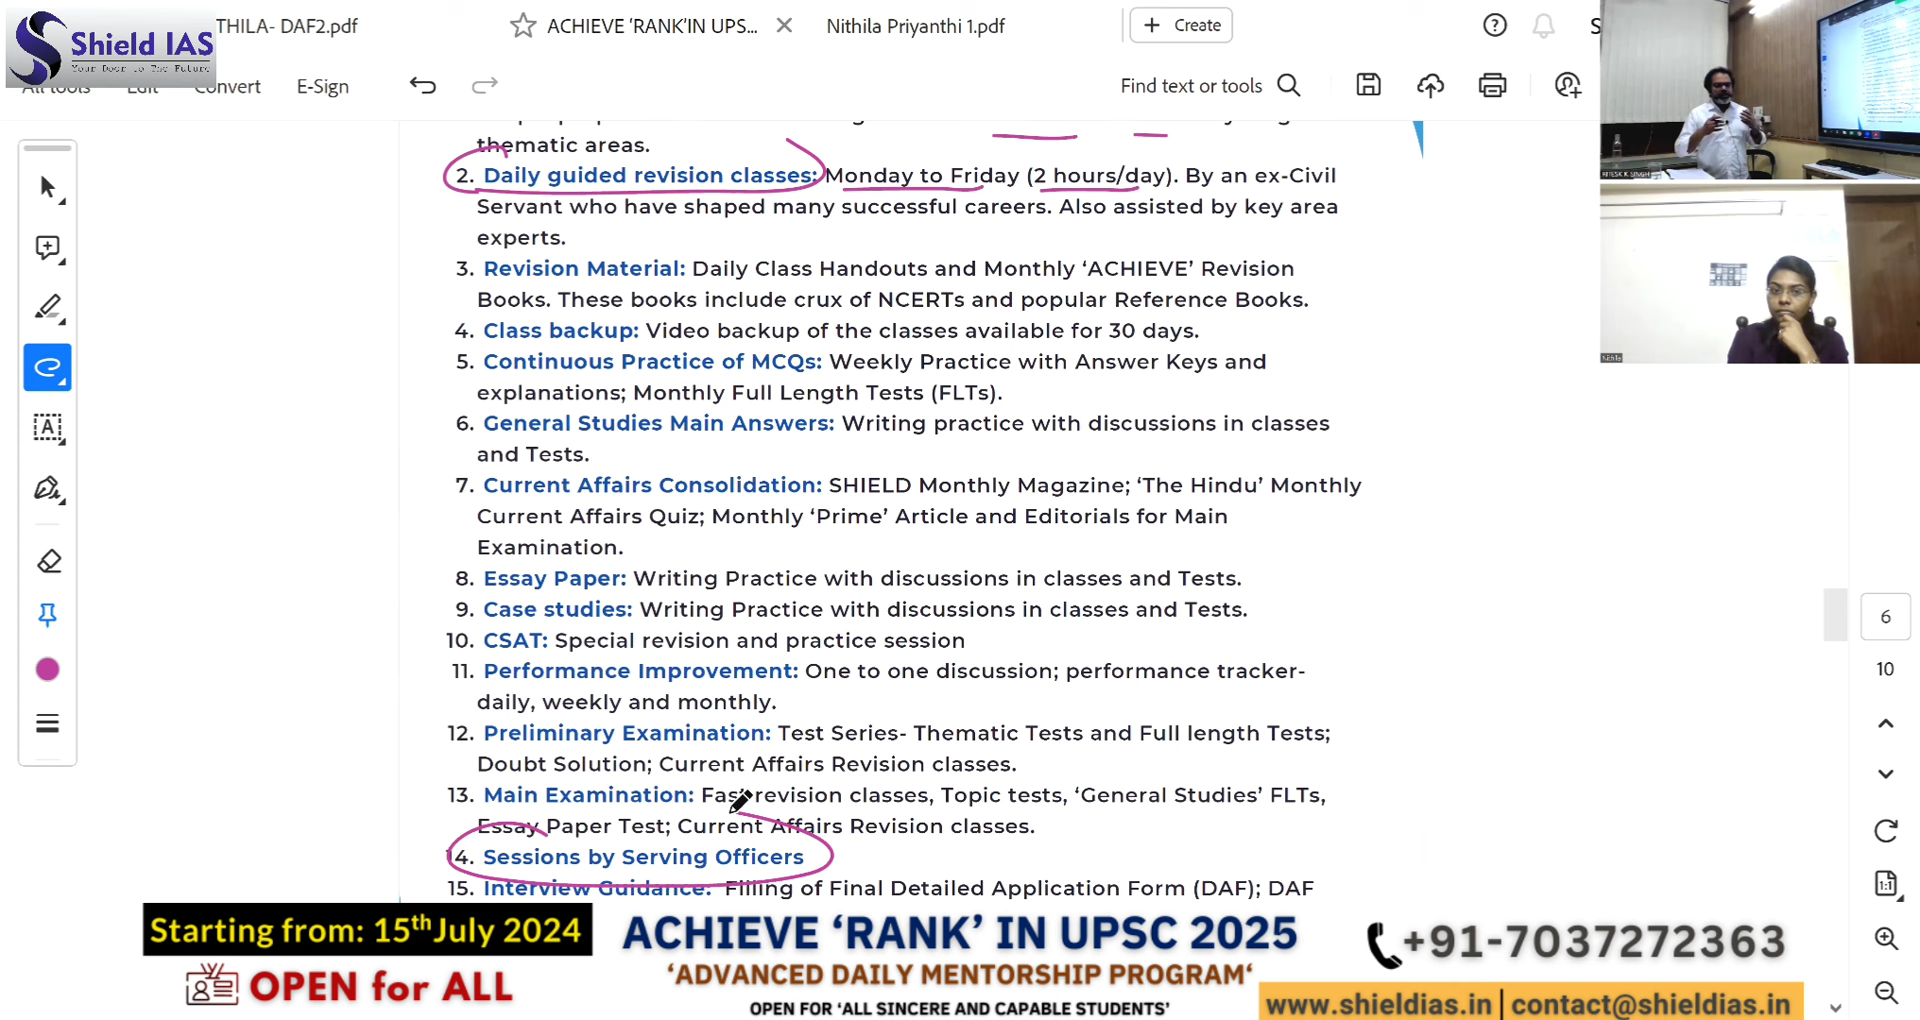 Shield IAS
Your Door to The Future
THILA- DAF2.pdf
ACHIEVE ‘RANK’IN UPS...
Nithila Priyanthi 1.pdf
Create
All tools
Edit
Convert
E-Sign
Find text or tools
thematic areas.
2. Daily guided revision classes: Monday to Friday (2 hours/day). By an ex-Civil
Servant who have shaped many successful careers. Also assisted by key area
experts.
3. Revision Material: Daily Class Handouts and Monthly ‘ACHIEVE’ Revision
Books. These books include crux of NCERTs and popular Reference Books.
4. Class backup: Video backup of the classes available for 30 days.
5. Continuous Practice of MCQs: Weekly Practice with Answer Keys and
explanations; Monthly Full Length Tests (FLTs).
6. General Studies Main Answers: Writing practice with discussions in classes
and Tests.
7. Current Affairs Consolidation: SHIELD Monthly Magazine; ‘The Hindu’ Monthly
Current Affairs Quiz; Monthly ‘Prime’ Article and Editorials for Main
Examination.
8. Essay Paper: Writing Practice with discussions in classes and Tests.
9. Case studies: Writing Practice with discussions in classes and Tests.
10. CSAT: Special revision and practice session
11. Performance Improvement: One to one discussion; performance tracker-
daily, weekly and monthly.
12. Preliminary Examination: Test Series- Thematic Tests and Full length Tests;
Doubt Solution; Current Affairs Revision classes.
13. Main Examination: Fast revision classes, Topic tests, ‘General Studies’ FLTs,
Essay Paper Test; Current Affairs Revision classes.
14. Sessions by Serving Officers
15. Interview Guidance: Filling of Final Detailed Application Form (DAF); DAF
6
10
RITESH K SINGH
Starting from: 15th July 2024
OPEN for ALL
ACHIEVE ‘RANK’ IN UPSC 2025
‘ADVANCED DAILY MENTORSHIP PROGRAM‘
OPEN FOR ‘ALL SINCERE AND CAPABLE STUDENTS’
+91-7037272363
www.shieldias.in | contact@shieldias.in